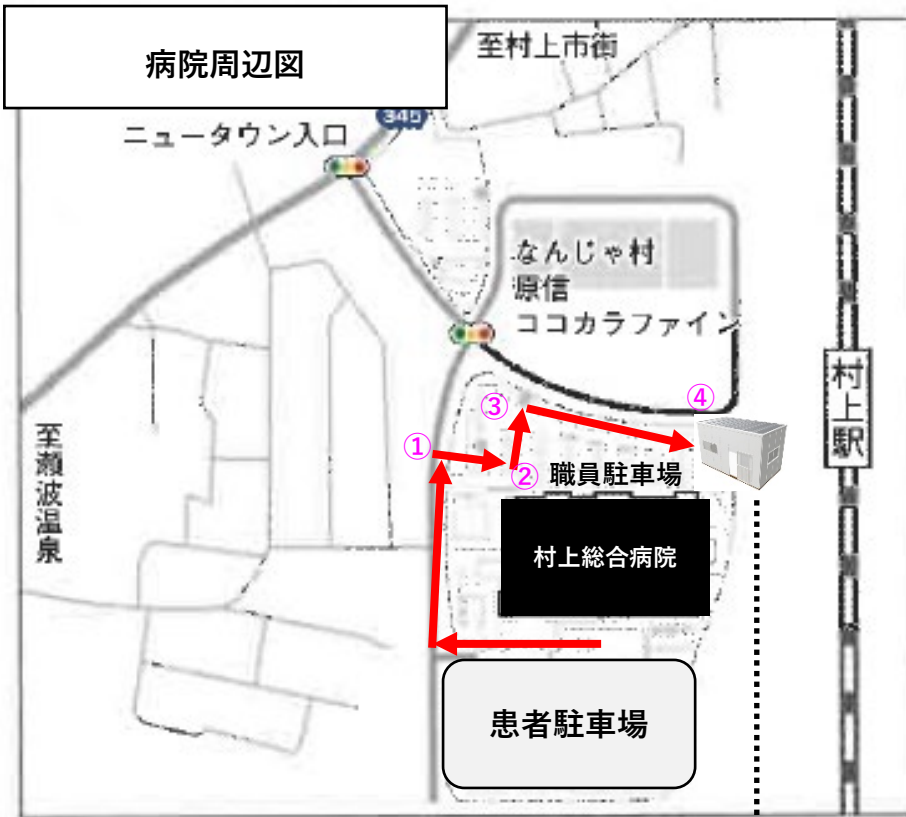 病院周辺図
至村上市街
345
ニュータウン入口
なんじゃ村
原信
ココカラファイン
村上駅
④
③
①
②
職員駐車場
至瀬波温泉
村上総合病院
患者駐車場